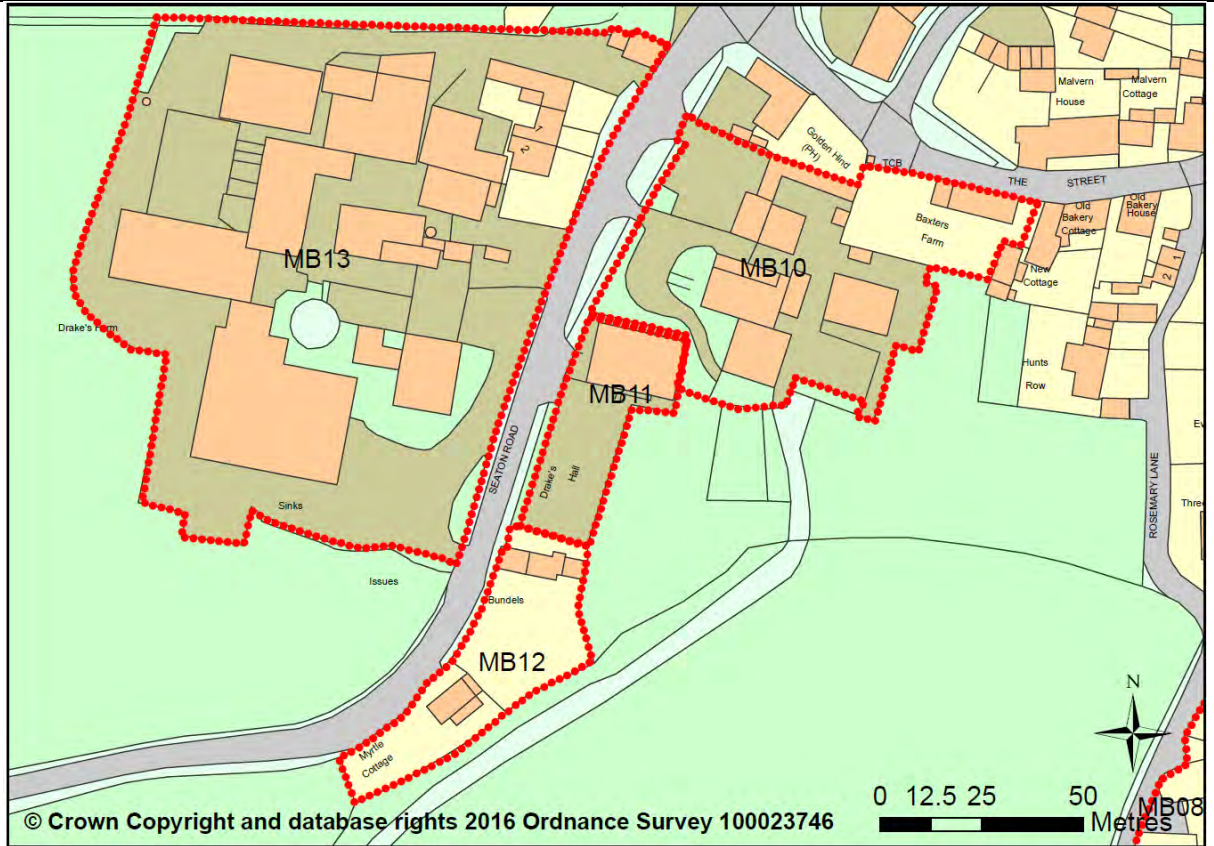 Malvern
House
Malvern
Cottage
Golden Hind
(PH)
TCB
THE STREET
1
2
Old
Bakery
Cottage
Old
Bakery
House
Baxters
Farm
MB10
MB13
New
Cottage
1
2
Drake's Farm
Hunts
Row
MB11
SEATON ROAD
Drake's
Hall
ROSEMARY LANE
Sinks
Issues
Bundels
MB12
N
Myrtle
Cottage
0 12.5 25 50
Metres
MB08
© Crown Copyright and database rights 2016 Ordnance Survey 100023746